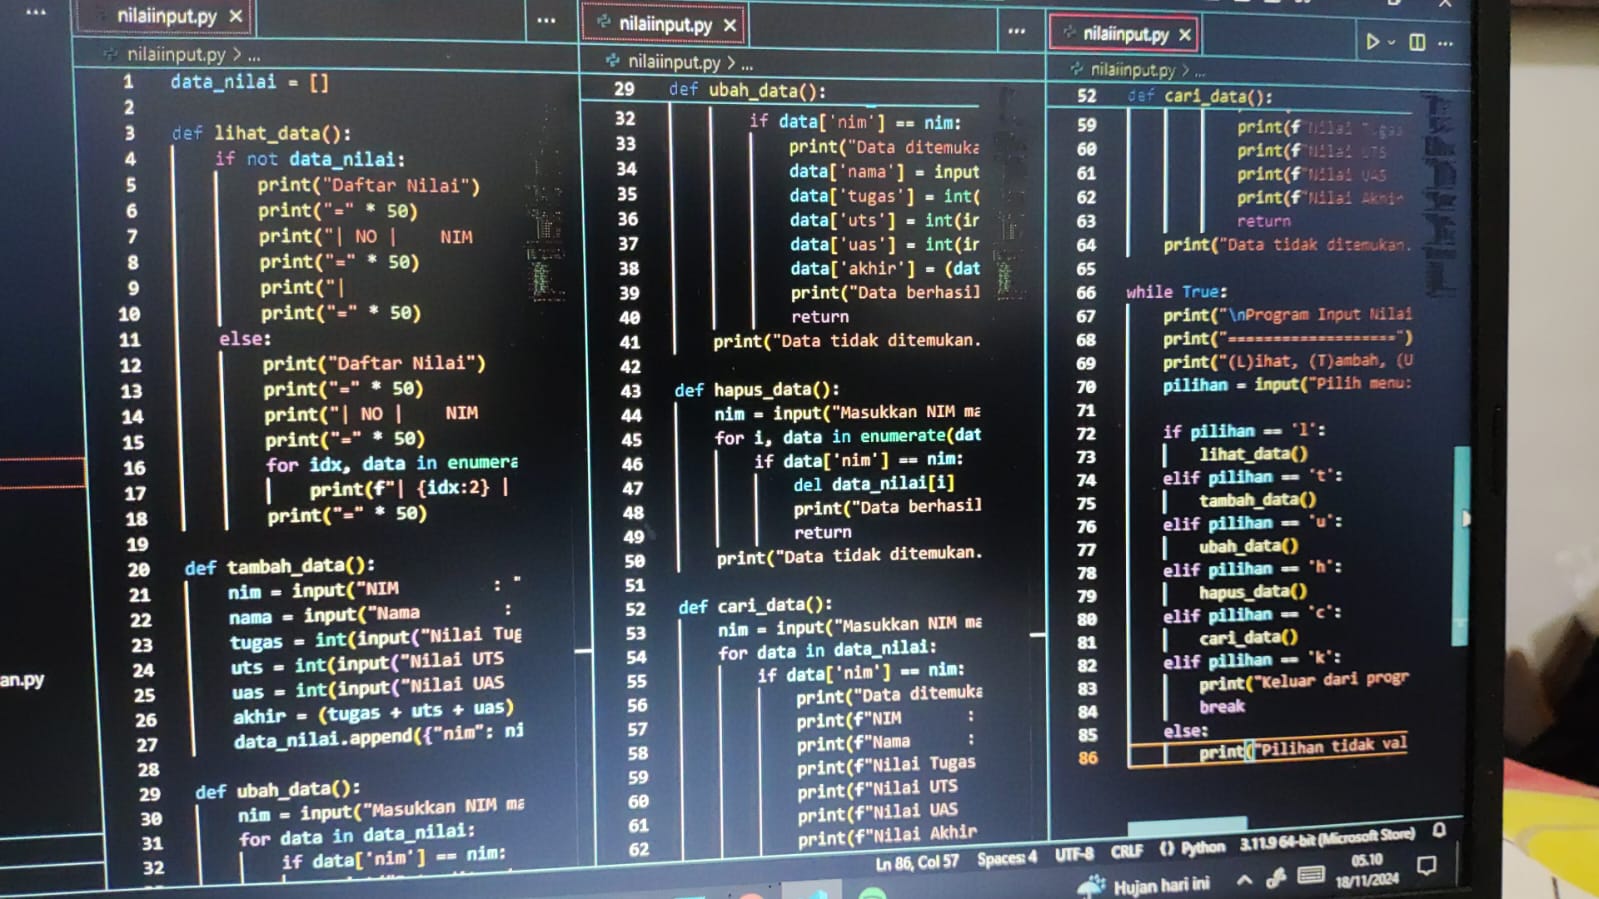 nilaiinput.py ×
nilaiinput.py > ...
1 data_nilai = []
2
3 def lihat_data():
4 if not data_nilai:
5 print("Daftar Nilai")
6 print("=" * 50)
7 print("| NO | NIM
8 print("=" * 50)
9 print("|
10 print("=" * 50)
11 else:
12 print("Daftar Nilai")
13 print("=" * 50)
14 print("| NO | NIM
15 print("=" * 50)
16 for idx, data in enumera
17 print(f"| {idx:2} |
18 print("=" * 50)
19
20 def tambah_data():
21 nim = input("NIM : "
22 nama = input("Nama :
23 tugas = int(input("Nilai Tug
24 uts = int(input("Nilai UTS
25 uas = int(input("Nilai UAS
26 akhir = (tugas + uts + uas)
27 data_nilai.append({"nim": ni
28
29 def ubah_data():
30 nim = input("Masukkan NIM ma
31 for data in data_nilai:
32 if data['nim'] == nim:
an.py
nilaiinput.py ×
nilaiinput.py > ...
29 def ubah_data():
32 if data['nim'] == nim:
33 print("Data ditemuka
34 data['nama'] = input
35 data['tugas'] = int(
36 data['uts'] = int(in
37 data['uas'] = int(in
38 data['akhir'] = (dat
39 print("Data berhasil
40 return
41 print("Data tidak ditemukan.
42
43 def hapus_data():
44 nim = input("Masukkan NIM ma
45 for i, data in enumerate(dat
46 if data['nim'] == nim:
47 del data_nilai[i]
48 print("Data berhasil
49 return
50 print("Data tidak ditemukan.
51
52 def cari_data():
53 nim = input("Masukkan NIM ma
54 for data in data_nilai:
55 if data['nim'] == nim:
56 print("Data ditemuka
57 print(f"NIM :
58 print(f"Nama :
59 print(f"Nilai Tugas
60 print(f"Nilai UTS
61 print(f"Nilai UAS
62 print(f"Nilai Akhir
nilaiinput.py ×
nilaiinput.py > ...
52 def cari_data():
59 print(f"Nilai Tugas
60 print(f"Nilai UTS
61 print(f"Nilai UAS
62 print(f"Nilai Akhir
63 return
64 print("Data tidak ditemukan.
65
66 while True:
67 print("\nProgram Input Nilai
68 print("===================")
69 print("(L)ihat, (T)ambah, (U
70 pilihan = input("Pilih menu:
71
72 if pilihan == 'l':
73 lihat_data()
74 elif pilihan == 't':
75 tambah_data()
76 elif pilihan == 'u':
77 ubah_data()
78 elif pilihan == 'h':
79 hapus_data()
80 elif pilihan == 'c':
81 cari_data()
82 elif pilihan == 'k':
83 print("Keluar dari progr
84 break
85 else:
86 print("Pilihan tidak val
Ln 86, Col 57 Spaces: 4 UTF-8 CRLF {} Python 3.11.9 64-bit (Microsoft Store)
Hujan hari ini
05.10
18/11/2024